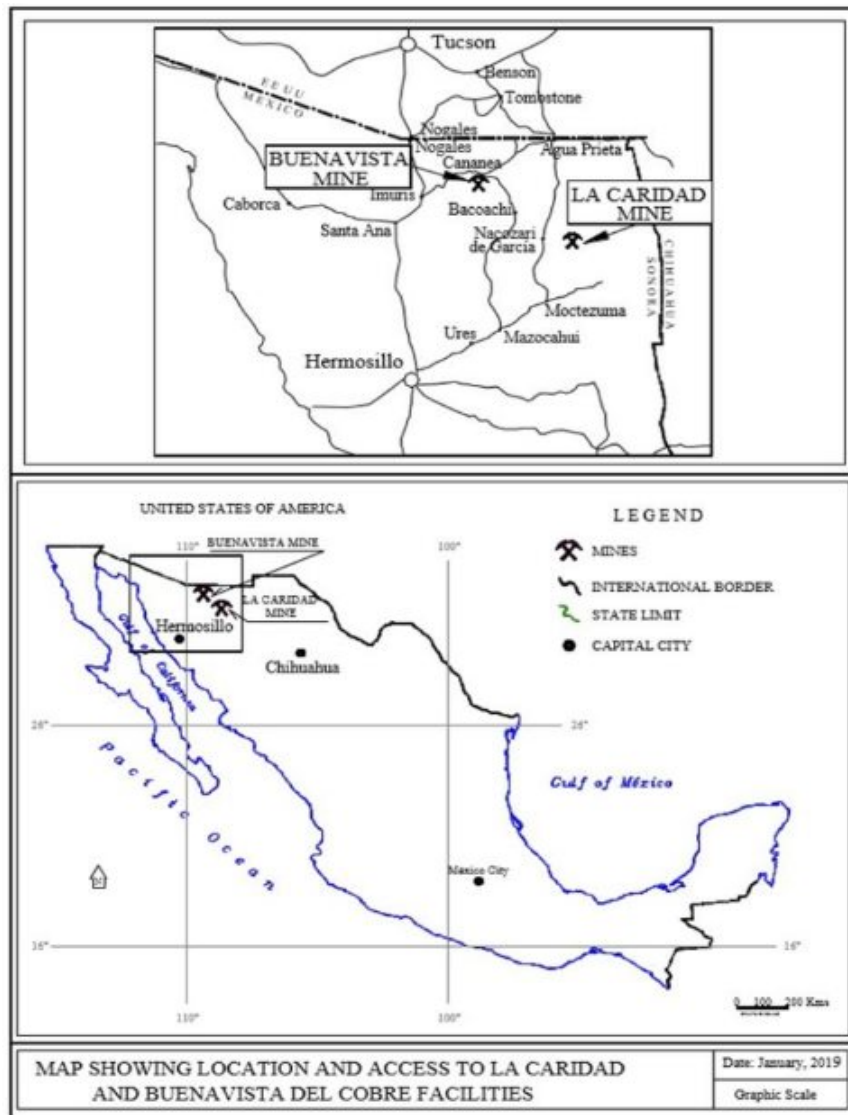 Tucson
Benson
EEUU
MEXICO
Tomostone
Nogales
Nogales
Agua Prieta
BUENAVISTA
MINE
Cananea
LA CARIDAD
MINE
Imuris
Caborca
Bacoachi
Santa Ana
Nacozari
de Garcia
SONORA
CHIHUAHUA
Moctezuma
Ures
Mazocahui
Hermosillo
UNITED STATES OF AMERICA
LEGEND
110°
BUENAVISTA MINE
100°
MINES
LA CARIDAD
MINE
INTERNATIONAL BORDER
STATE LIMIT
Hermosillo
CAPITAL CITY
Gulf of California
Chihuahua
26°
26°
Pacific Ocean
Gulf of México
N
Mexico City
16°
16°
0 100 200 Kms
110°
100°
MAP SHOWING LOCATION AND ACCESS TO LA CARIDAD
AND BUENAVISTA DEL COBRE FACILITIES
Date: January, 2019
Graphic Scale